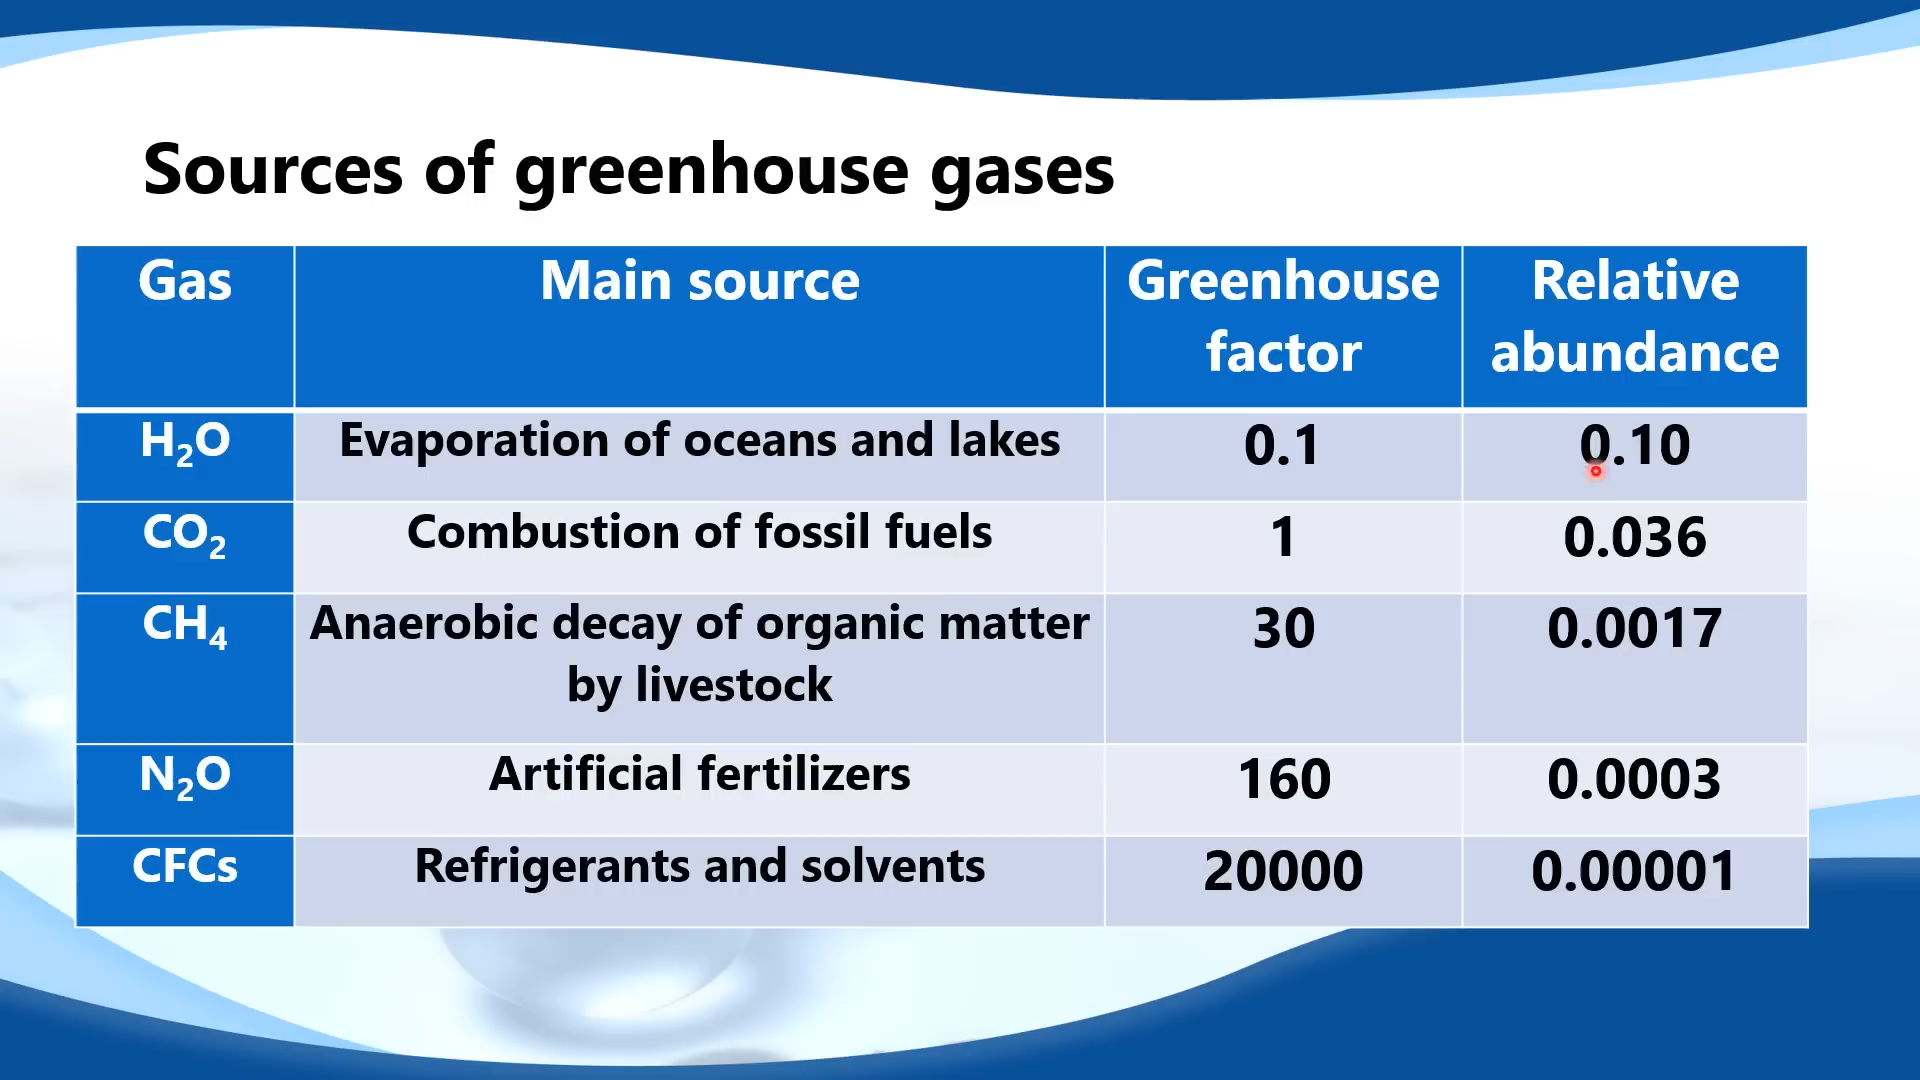 Sources of greenhouse gases
Gas Main source Greenhouse factor Relative abundance
H₂O Evaporation of oceans and lakes 0.1 0.10
CO₂ Combustion of fossil fuels 1 0.036
CH₄ Anaerobic decay of organic matter by livestock 30 0.0017
N₂O Artificial fertilizers 160 0.0003
CFCs Refrigerants and solvents 20000 0.00001